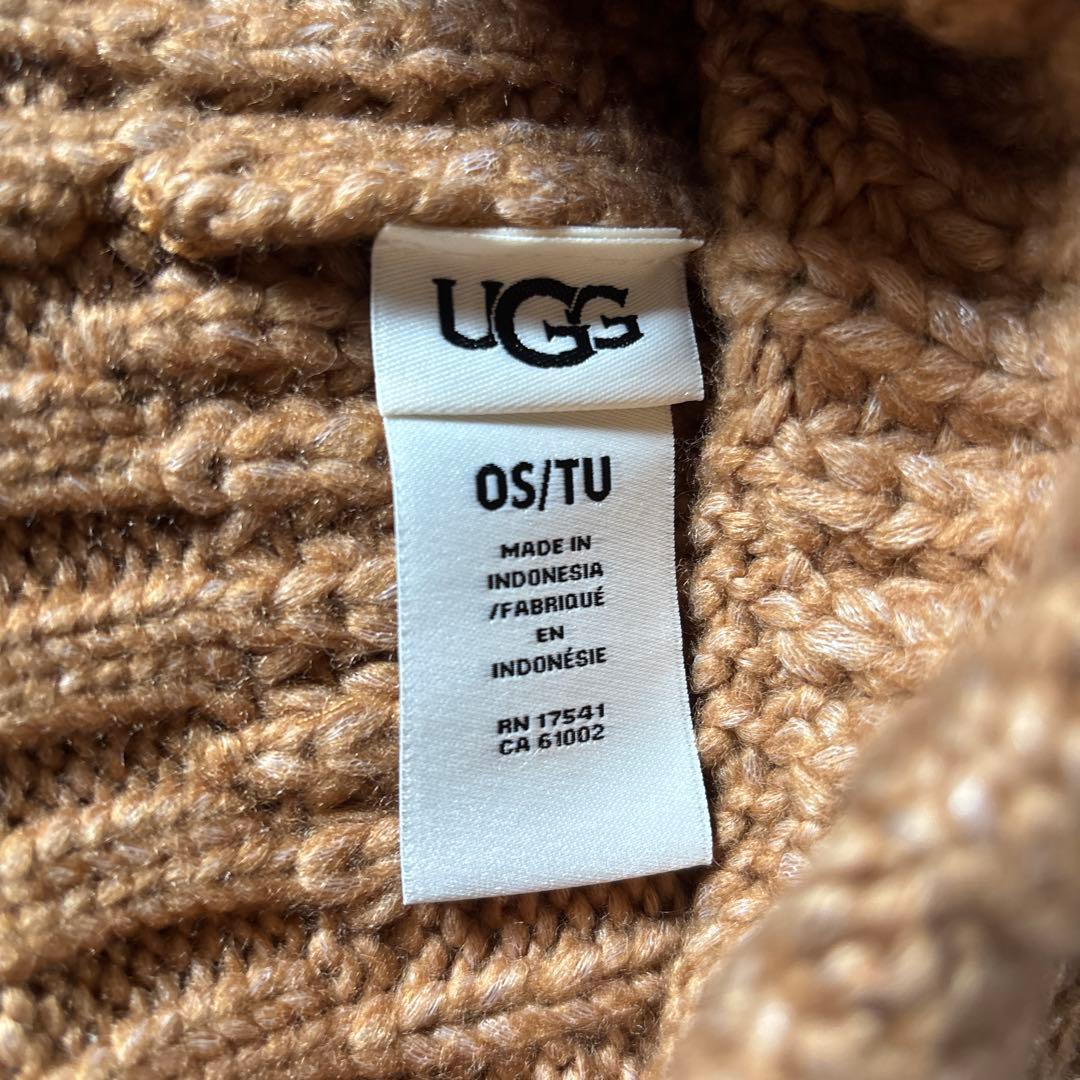 UGG
OS/TU
MADE IN
INDONESIA
/FABRIQUÉ
EN
INDONÉSIE
RN 17541
CA 61002